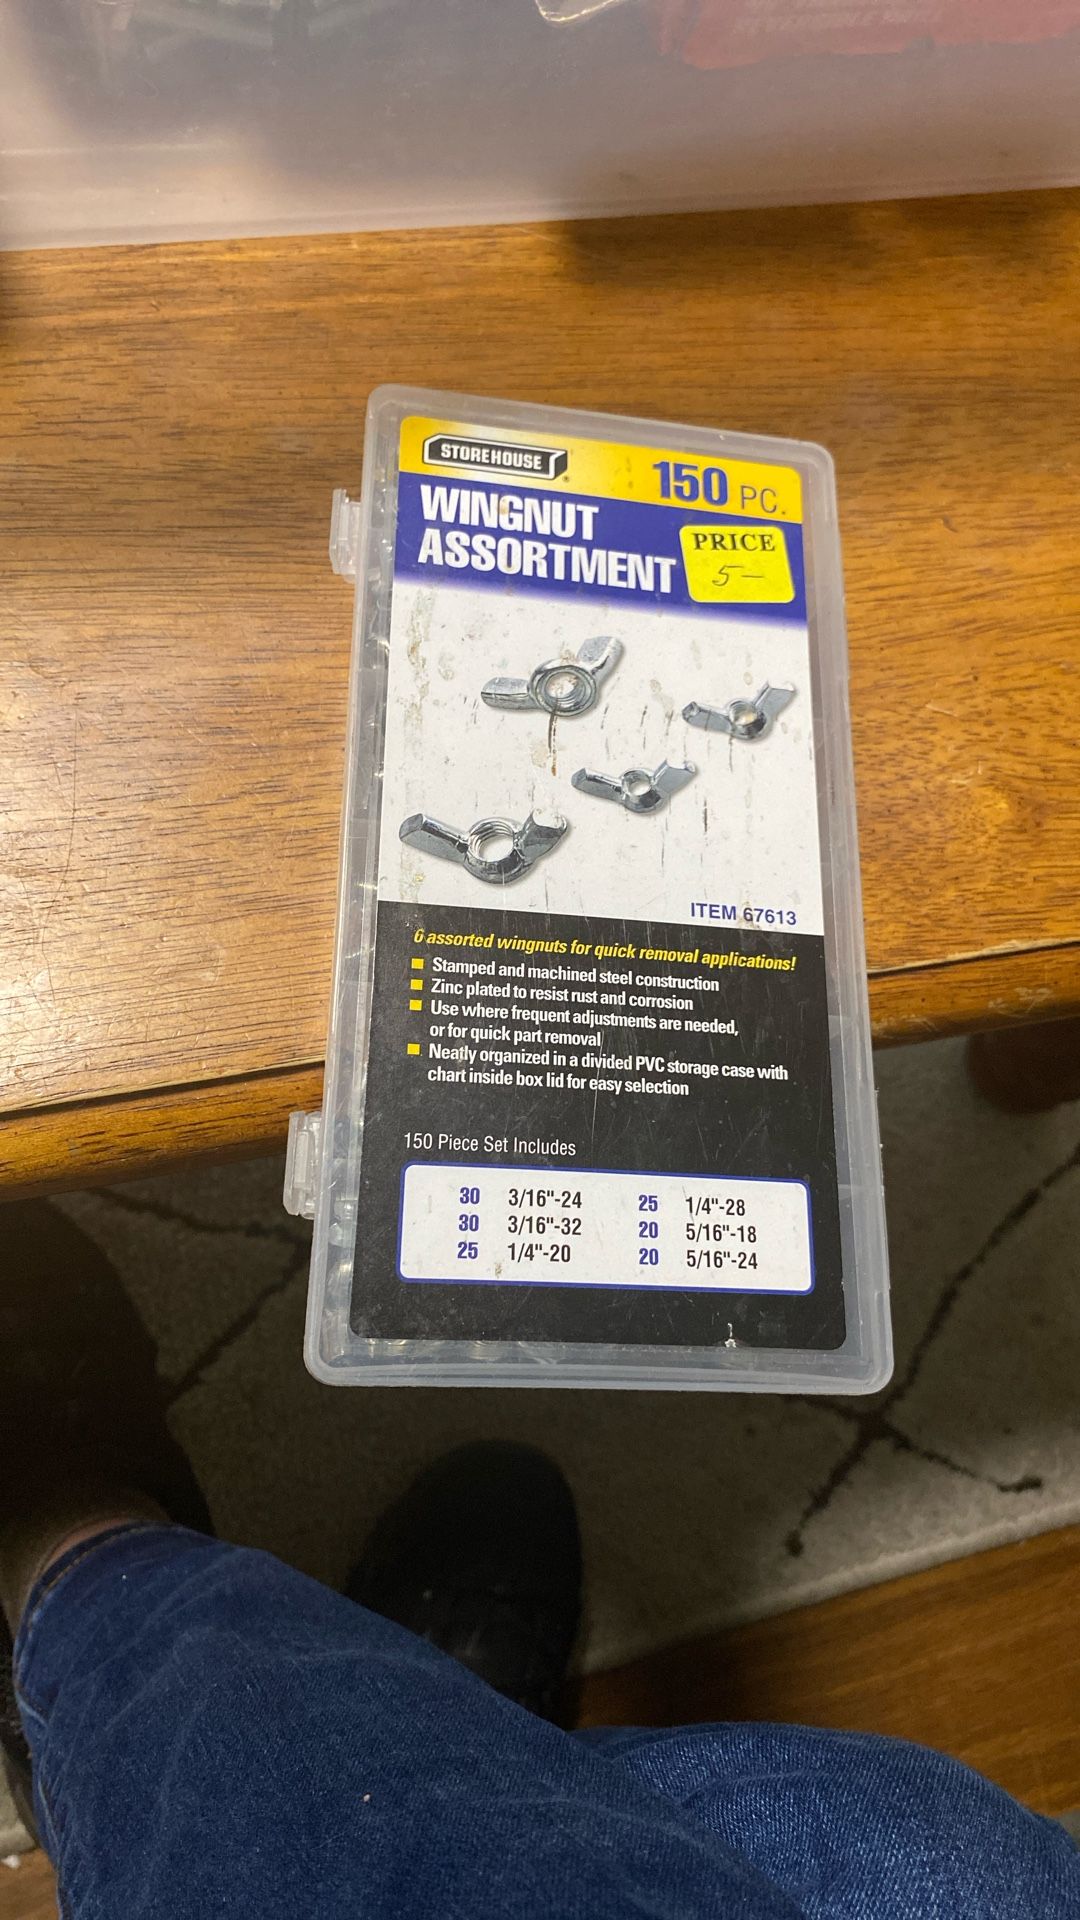 STOREHOUSE®
150 PC.
WINGNUT
ASSORTMENT
PRICE
5—
ITEM 67613
6 assorted wingnuts for quick removal applications!
Stamped and machined steel construction
Zinc plated to resist rust and corrosion
Use where frequent adjustments are needed,
or for quick part removal
Neatly organized in a divided PVC storage case with
chart inside box lid for easy selection
150 Piece Set Includes
30 3/16"-24 25 1/4"-28
30 3/16"-32 20 5/16"-18
25 1/4"-20 20 5/16"-24